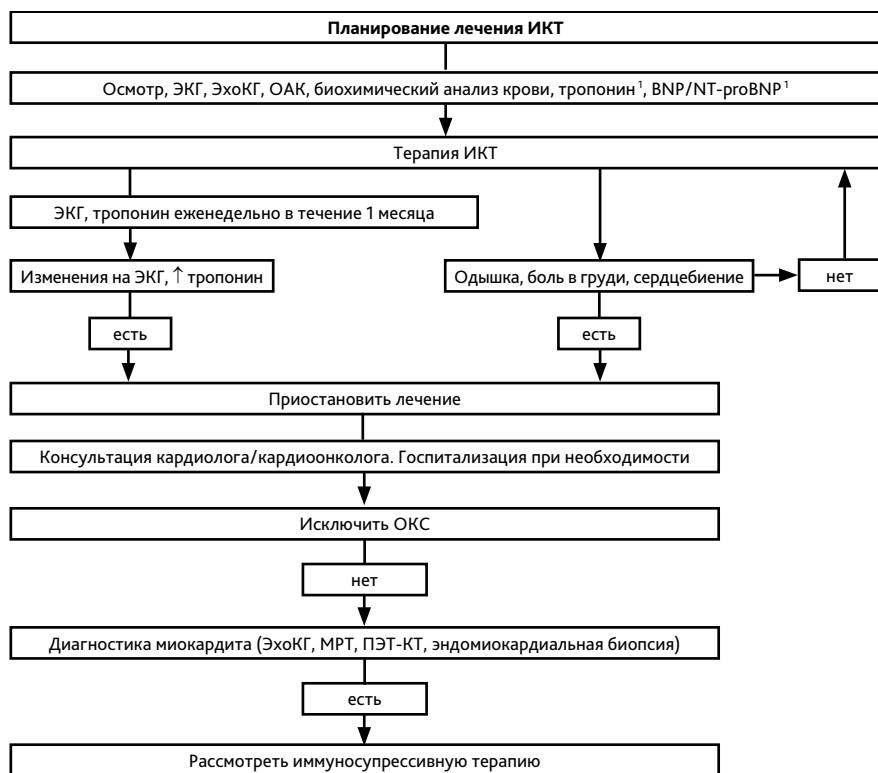 Планирование лечения ИКТ
Осмотр, ЭКГ, ЭхоКГ, ОАК, биохимический анализ крови, тропонин¹, BNP/NT-proBNP¹
Терапия ИКТ
ЭКГ, тропонин еженедельно в течение 1 месяца
Изменения на ЭКГ, ↑ тропонин
Одышка, боль в груди, сердцебиение
нет
есть
есть
Приостановить лечение
Консультация кардиолога/кардиоонколога. Госпитализация при необходимости
Исключить ОКС
нет
Диагностика миокардита (ЭхоКГ, МРТ, ПЭТ-КТ, эндомиокардиальная биопсия)
есть
Рассмотреть иммуносупрессивную терапию